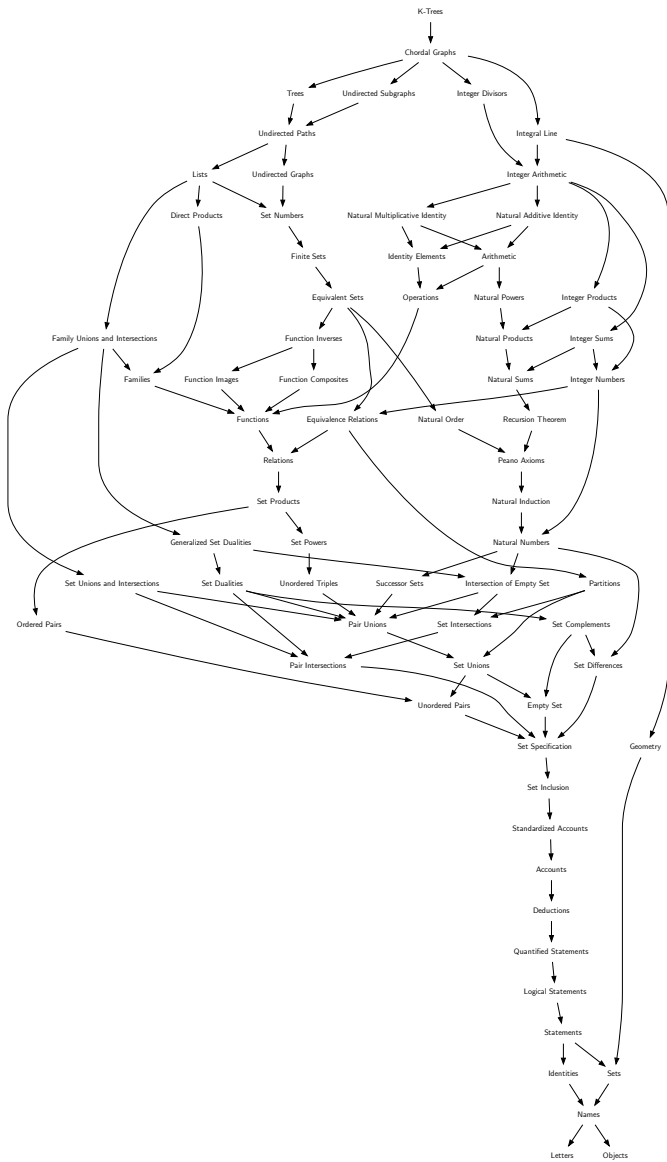 K-Trees
Chordal Graphs
Trees
Undirected Subgraphs
Integer Divisors
Undirected Paths
Integral Line
Lists
Undirected Graphs
Integer Arithmetic
Direct Products
Set Numbers
Natural Multiplicative Identity
Natural Additive Identity
Finite Sets
Identity Elements
Arithmetic
Equivalent Sets
Operations
Natural Powers
Integer Products
Family Unions and Intersections
Function Inverses
Natural Products
Integer Sums
Families
Function Images
Function Composites
Natural Sums
Integer Numbers
Functions
Equivalence Relations
Natural Order
Recursion Theorem
Relations
Peano Axioms
Set Products
Natural Induction
Generalized Set Dualities
Set Powers
Natural Numbers
Set Unions and Intersections
Set Dualities
Unordered Triples
Successor Sets
Intersection of Empty Set
Partitions
Ordered Pairs
Pair Unions
Set Intersections
Set Complements
Pair Intersections
Set Unions
Set Differences
Unordered Pairs
Empty Set
Set Specification
Geometry
Set Inclusion
Standardized Accounts
Accounts
Deductions
Quantified Statements
Logical Statements
Statements
Identities
Sets
Names
Letters
Objects